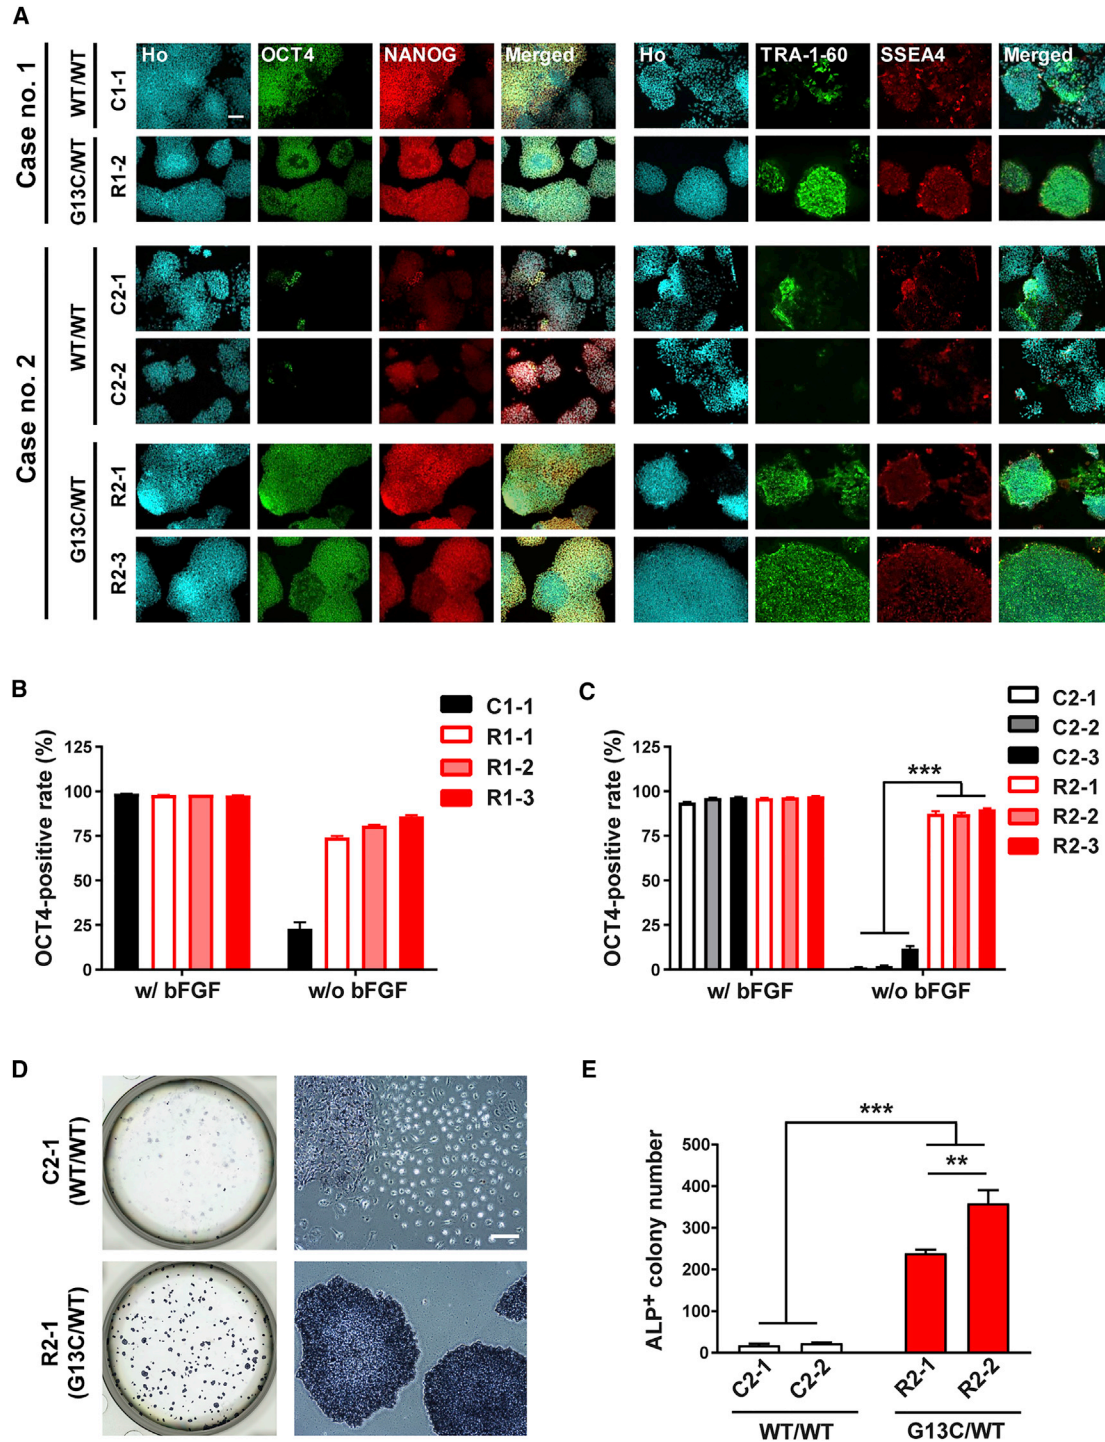 A
Case no. 1
WT/WT
C1-1
Ho
OCT4
NANOG
Merged
Ho
TRA-1-60
SSEA4
Merged
G13C/WT
R1-2
Case no. 2
WT/WT
C2-1
C2-2
G13C/WT
R2-1
R2-3
B
OCT4-positive rate (%)
125
100
75
50
25
0
w/ bFGF
w/o bFGF
C1-1
R1-1
R1-2
R1-3
C
OCT4-positive rate (%)
125
100
75
50
25
0
w/ bFGF
w/o bFGF
***
C2-1
C2-2
C2-3
R2-1
R2-2
R2-3
D
C2-1
(WT/WT)
R2-1
(G13C/WT)
E
ALP+ colony number
500
400
300
200
100
0
***
**
C2-1
C2-2
R2-1
R2-2
WT/WT
G13C/WT